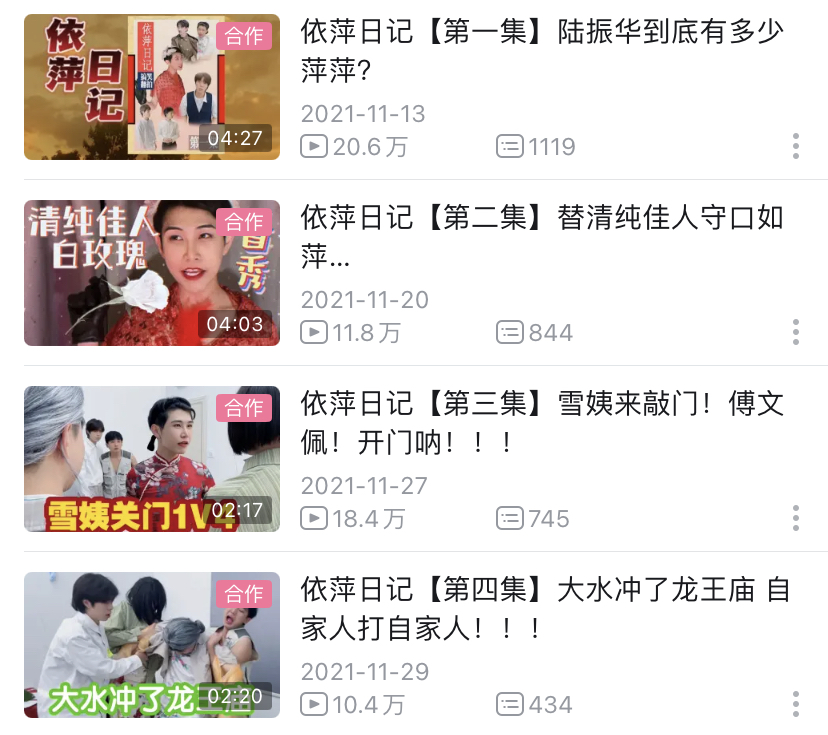 依萍
日记
依萍日记
合作
04:27
依萍日记【第一集】陆振华到底有多少
萍萍?
2021-11-13
20.6万
1119
清纯佳人
白玫瑰
合作
04:03
依萍日记【第二集】替清纯佳人守口如
萍...
2021-11-20
11.8万
844
合作
雪姨关门1V4
02:17
依萍日记【第三集】雪姨来敲门！傅文
佩！开门呐！！！
2021-11-27
18.4万
745
合作
大水冲了龙王庙
02:20
依萍日记【第四集】大水冲了龙王庙 自
家人打自家人！！！
2021-11-29
10.4万
434